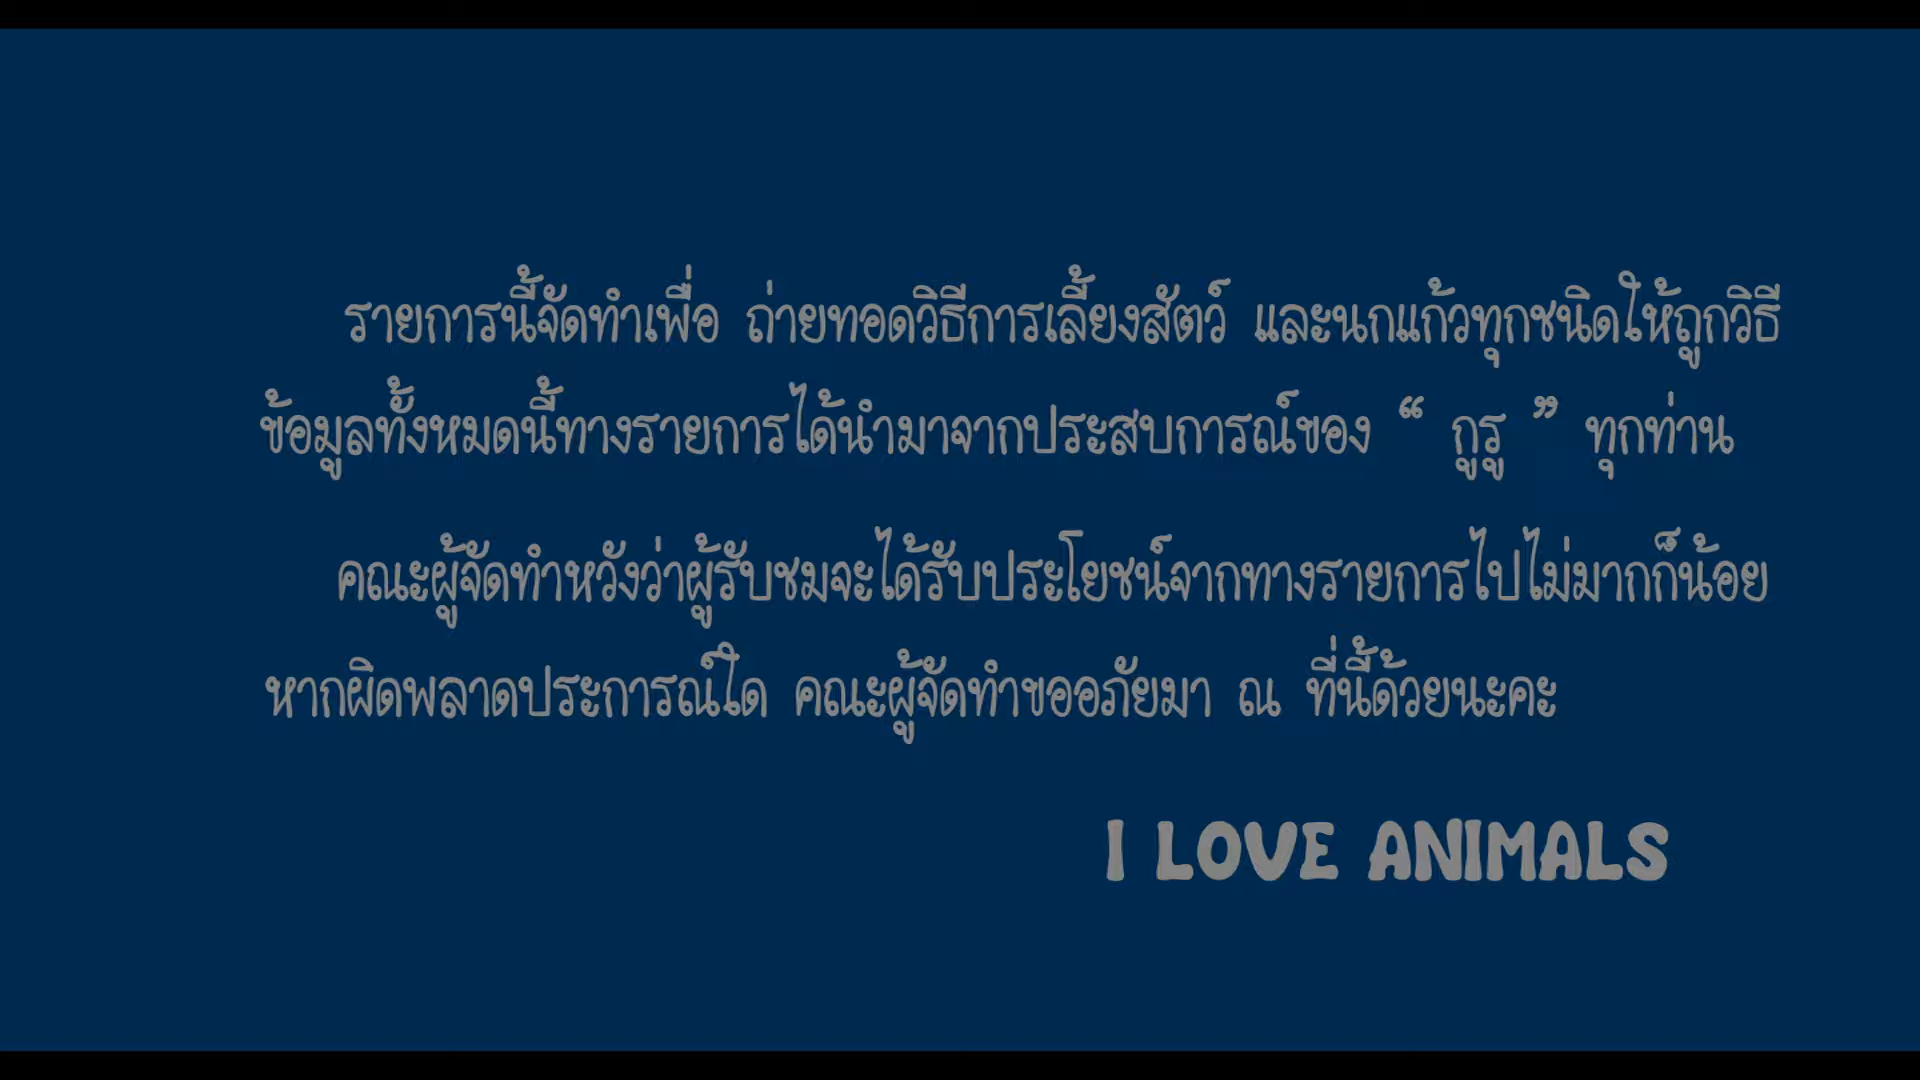 รายการนี้จัดทำเพื่อ ถ่ายทอดวิธีการเลี้ยงสัตว์ และนกแก้วทุกชนิดให้ถูกวิธี
ข้อมูลทั้งหมดนี้ทางรายการได้นำมาจากประสบการณ์ของ “ กูรู ” ทุกท่าน
คณะผู้จัดทำหวังว่าผู้รับชมจะได้รับประโยชน์จากทางรายการไปไม่มากก็น้อย
หากผิดพลาดประการณ์ใด คณะผู้จัดทำขออภัยมา ณ ที่นี้ด้วยนะคะ
I LOVE ANIMALS